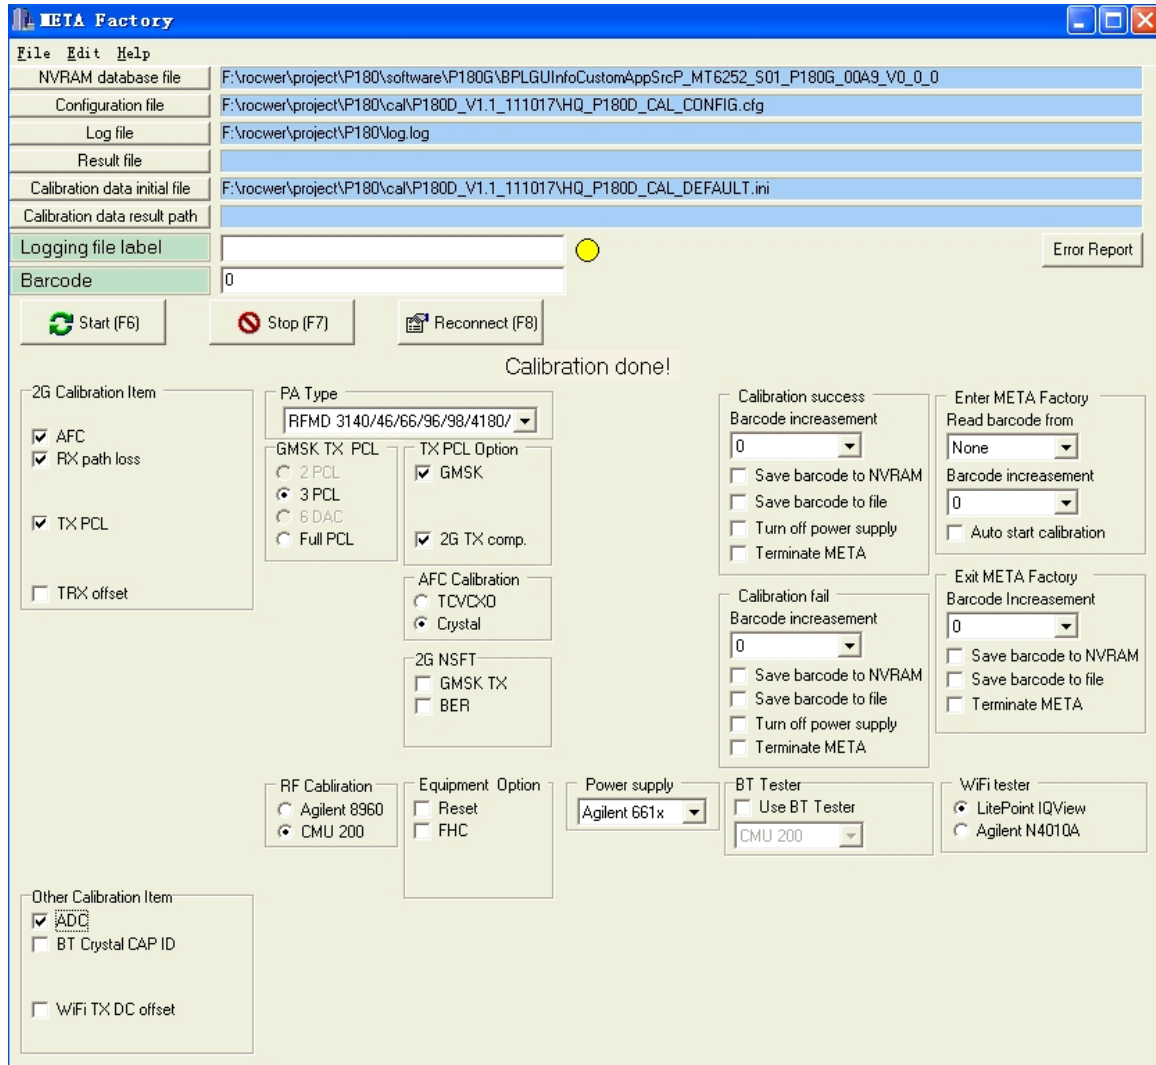 META Factory
File Edit Help
NVRAM database file F:\rocwer\project\P180\software\P180G\BPLGUInfoCustomAppSrcP_MT6252_S01_P180G_00A9_V0_0_0
Configuration file F:\rocwer\project\P180\cal\P180D_V1.1_111017\HQ_P180D_CAL_CONFIG.cfg
Log file F:\rocwer\project\P180\log.log
Result file
Calibration data initial file F:\rocwer\project\P180\cal\P180D_V1.1_111017\HQ_P180D_CAL_DEFAULT.ini
Calibration data result path
Logging file label
Error Report
Barcode 0
Start (F6) Stop (F7) Reconnect (F8)
Calibration done!
2G Calibration Item
AFC
RX path loss
TX PCL
TRX offset
PA Type
RFMD 3140/46/66/96/98/4180/
GMSK TX PCL
2 PCL
3 PCL
6 DAC
Full PCL
TX PCL Option
GMSK
2G TX comp.
AFC Calibration
TCVCXO
Crystal
2G NSFT
GMSK TX
BER
Calibration success
Barcode increasement
0
Save barcode to NVRAM
Save barcode to file
Turn off power supply
Terminate META
Enter META Factory
Read barcode from
None
Barcode increasement
0
Auto start calibration
Calibration fail
Barcode increasement
0
Save barcode to NVRAM
Save barcode to file
Turn off power supply
Terminate META
Exit META Factory
Barcode Increasement
0
Save barcode to NVRAM
Save barcode to file
Terminate META
RF Cabliration
Agilent 8960
CMU 200
Equipment Option
Reset
FHC
Power supply
Agilent 661x
BT Tester
Use BT Tester
CMU 200
WiFi tester
LitePoint IQView
Agilent N4010A
Other Calibration Item
ADC
BT Crystal CAP ID
WiFi TX DC offset